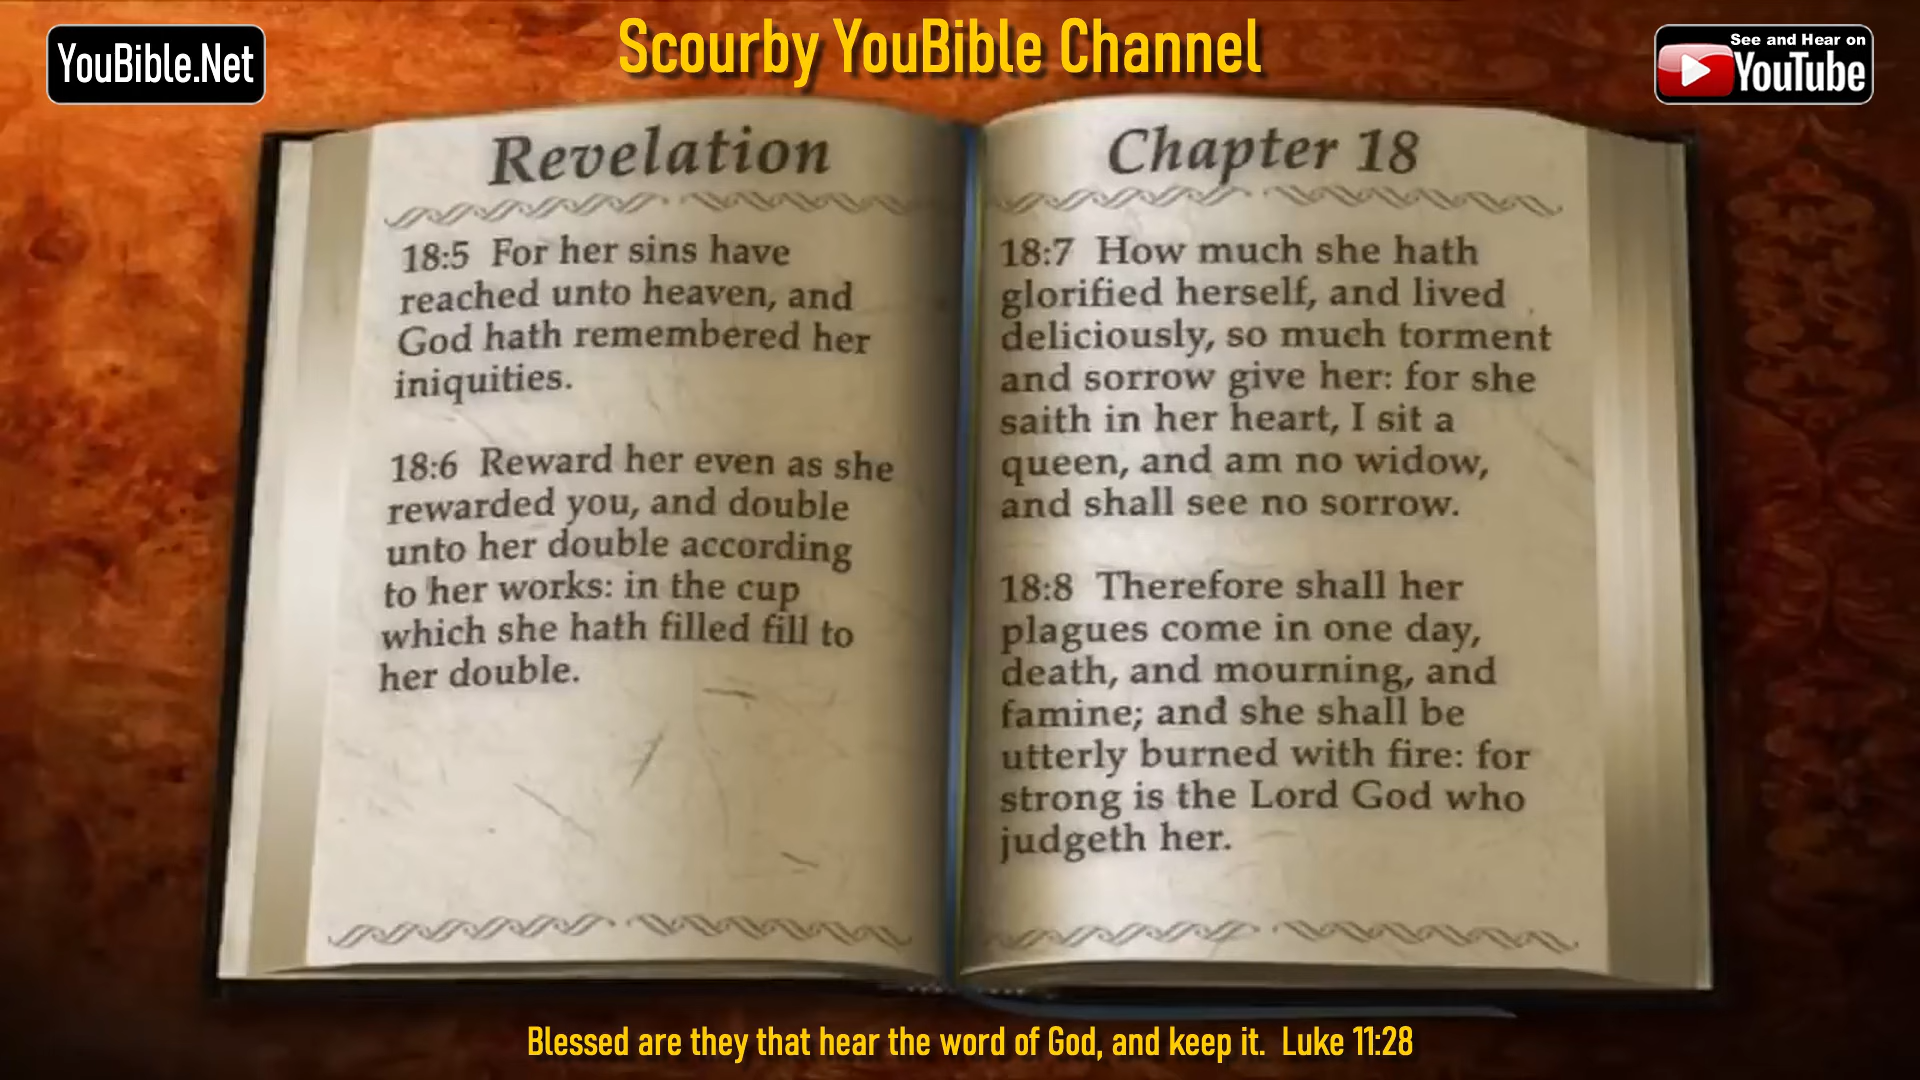 YouBible.Net
Scourby YouBible Channel
See and Hear on
YouTube
Revelation
18:5 For her sins have
reached unto heaven, and
God hath remembered her
iniquities.
18:6 Reward her even as she
rewarded you, and double
unto her double according
to her works: in the cup
which she hath filled fill to
her double.
Chapter 18
18:7 How much she hath
glorified herself, and lived
deliciously, so much torment
and sorrow give her: for she
saith in her heart, I sit a
queen, and am no widow,
and shall see no sorrow.
18:8 Therefore shall her
plagues come in one day,
death, and mourning, and
famine; and she shall be
utterly burned with fire: for
strong is the Lord God who
judgeth her.
Blessed are they that hear the word of God, and keep it. Luke 11:28